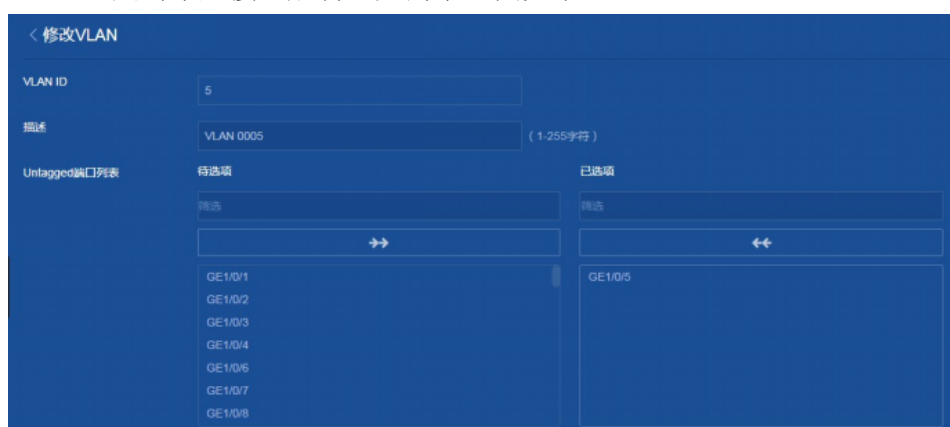 修改VLAN
VLAN ID
5
描述
VLAN 0005
(1-255字符)
Untagged端口列表
待选项
已选项
筛选
筛选
GE1/0/1
GE1/0/2
GE1/0/3
GE1/0/4
GE1/0/6
GE1/0/7
GE1/0/8
GE1/0/5